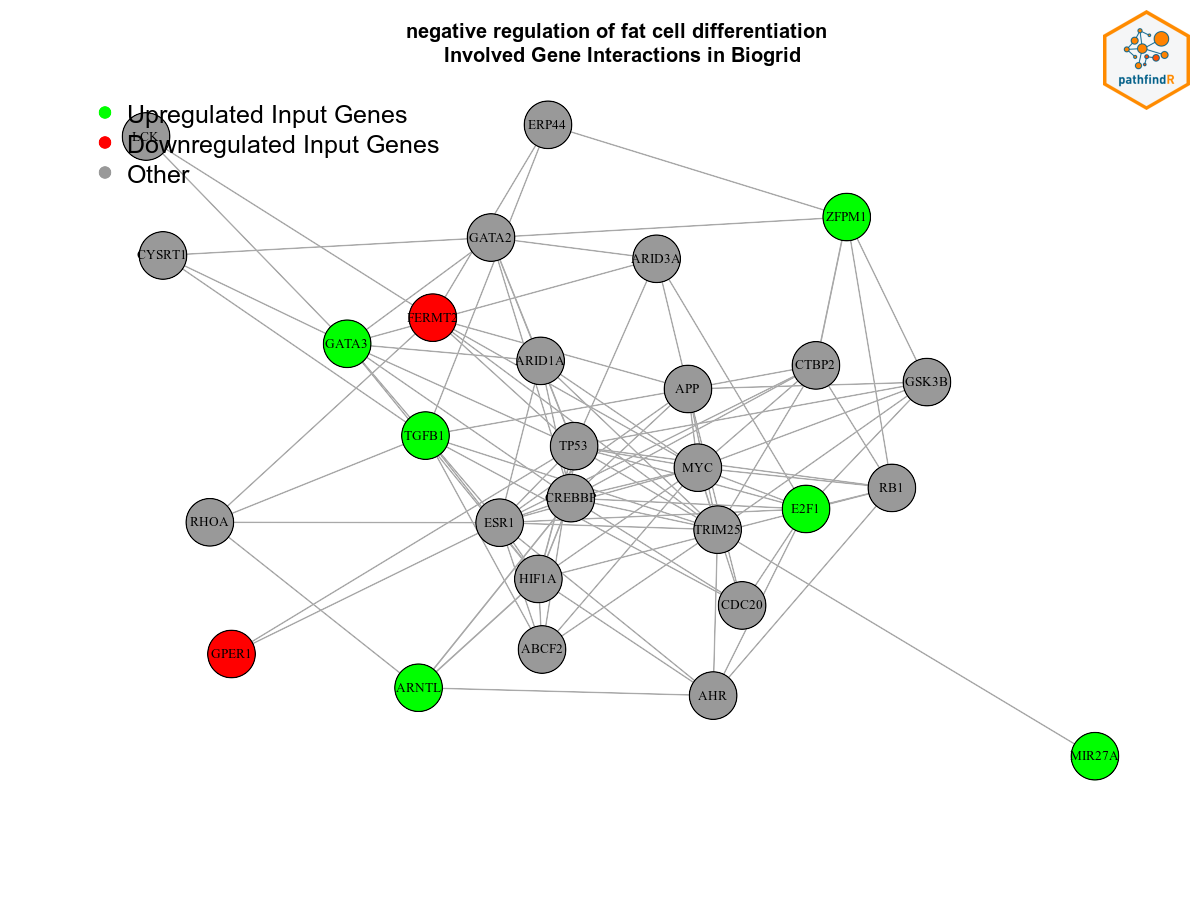 negative regulation of fat cell differentiation
Involved Gene Interactions in Biogrid
pathfindR
Upregulated Input Genes
Downregulated Input Genes
Other
LCK
ERP44
ZFPM1
GATA2
CYSRT1
ARID3A
FERMT2
GATA3
ARID1A
CTBP2
GSK3B
APP
TGFB1
TP53
MYC
RB1
CREBBP
E2F1
RHOA
ESR1
TRIM25
HIF1A
CDC20
ABCF2
GPER1
ARNTL
AHR
MIR27A